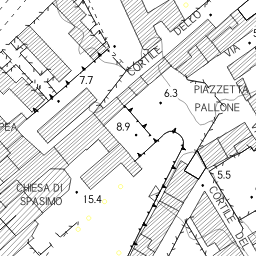 CORTILE DELLO
VIA
7.7
PIAZZETTA
6.3
PALLONE
8.9
PEA
5.5
CHIESA DI
SPASIMO
15.4
CORTILE DEL